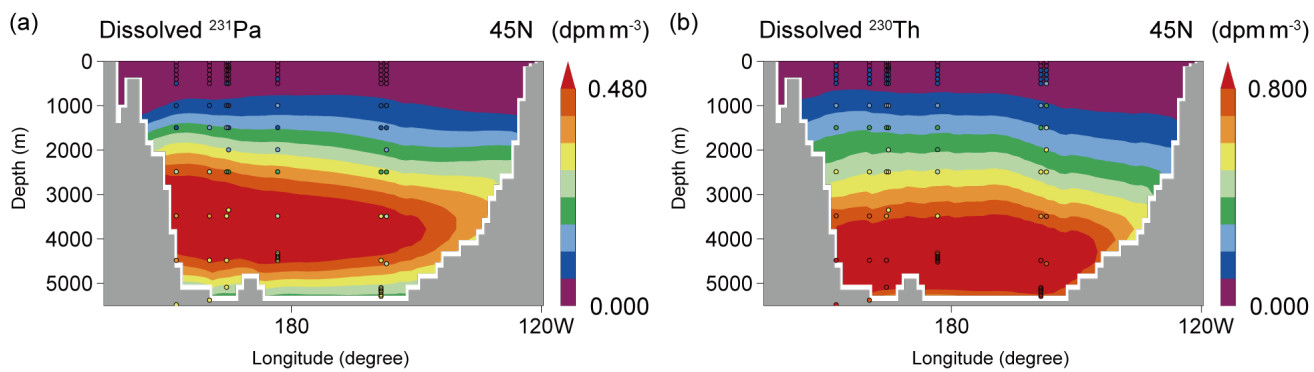 (a) Dissolved ²³¹Pa 45N (dpm m⁻³)
0
1000
2000
3000
4000
5000
Depth (m)
180 120W
Longitude (degree)
0.480
0.000
(b) Dissolved ²³⁰Th 45N (dpm m⁻³)
0
1000
2000
3000
4000
5000
Depth (m)
180 120W
Longitude (degree)
0.800
0.000